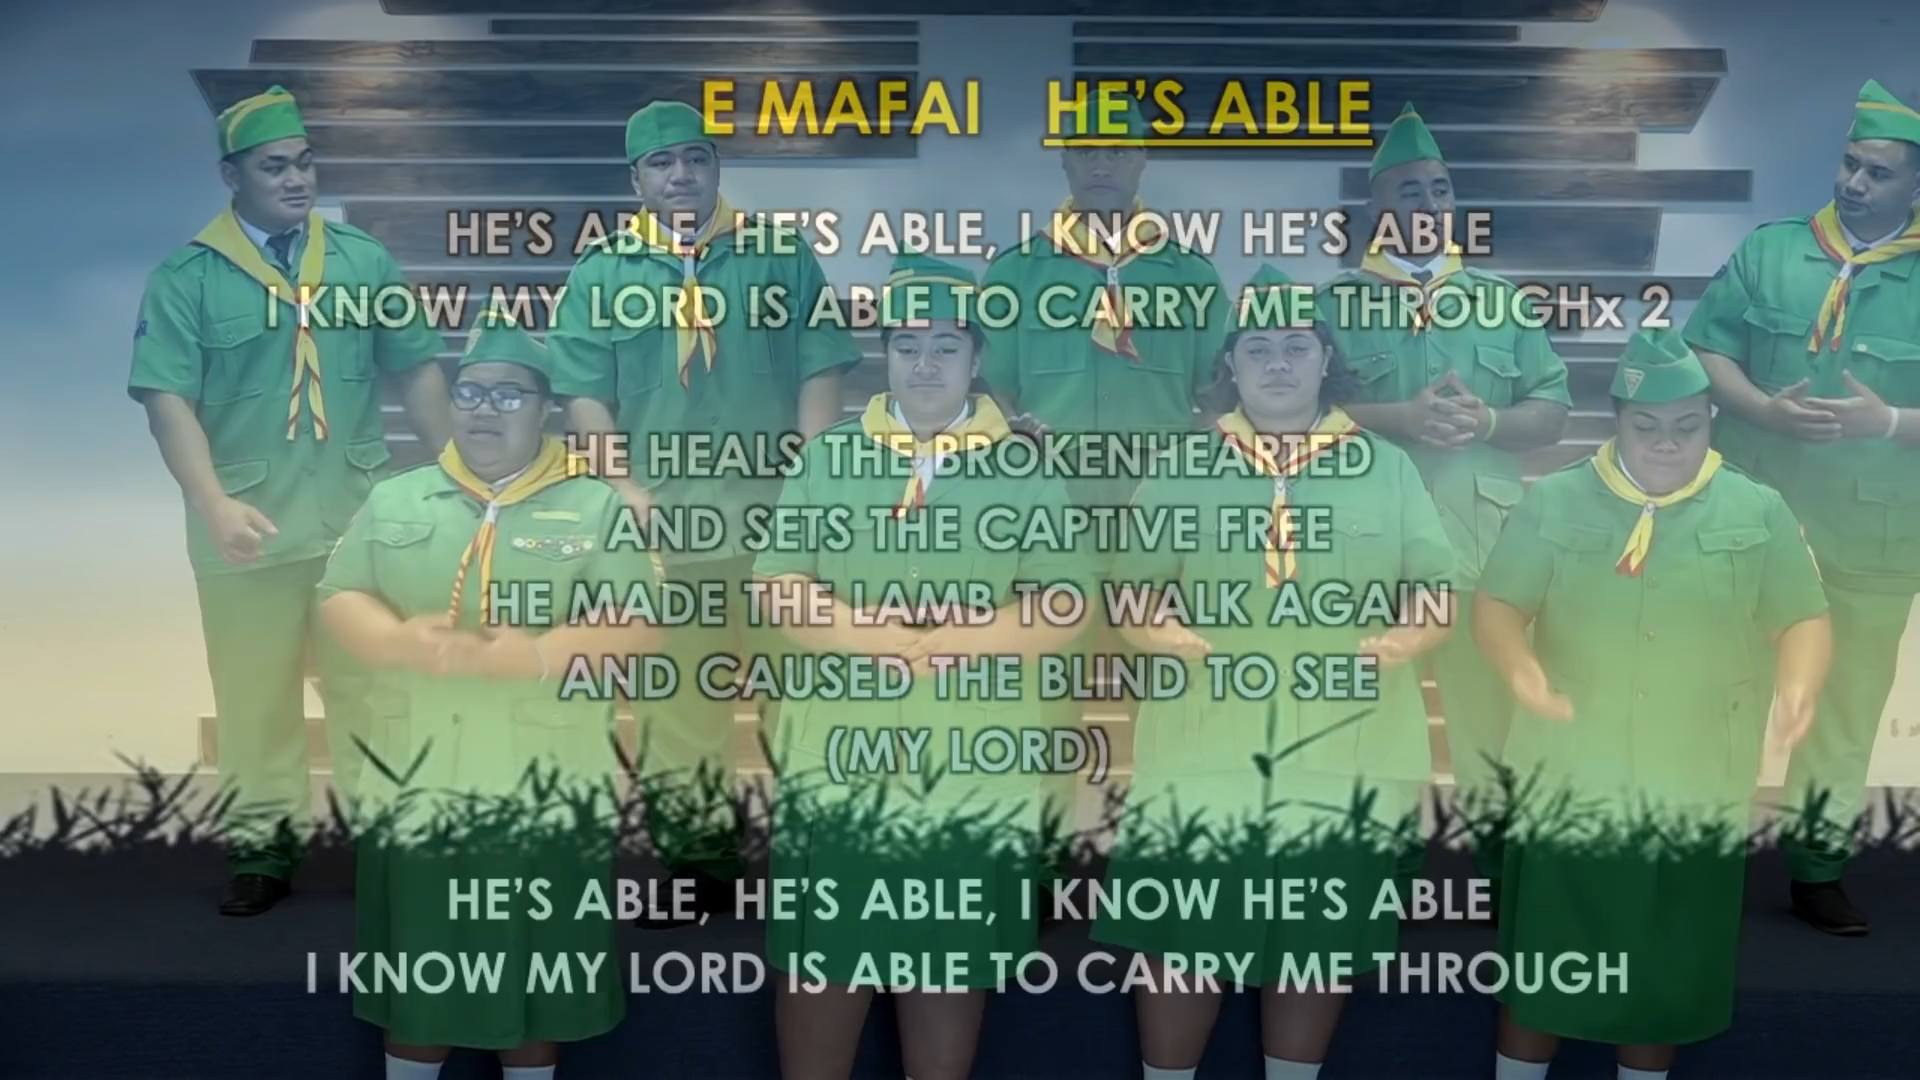 E MAFAI HE'S ABLE
HE'S ABLE, HE'S ABLE, I KNOW HE'S ABLE
I KNOW MY LORD IS ABLE TO CARRY ME THROUGHx 2
HE HEALS THE BROKENHEARTED
AND SETS THE CAPTIVE FREE
HE MADE THE LAMB TO WALK AGAIN
AND CAUSED THE BLIND TO SEE
(MY LORD)
HE'S ABLE, HE'S ABLE, I KNOW HE'S ABLE
I KNOW MY LORD IS ABLE TO CARRY ME THROUGH